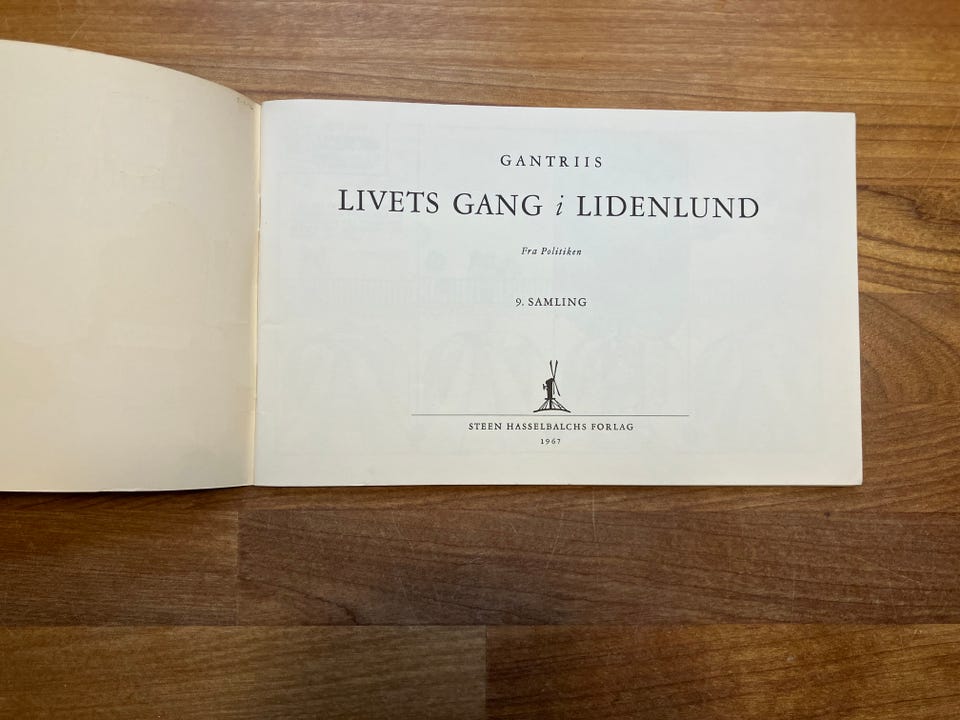 GANTRIIS
LIVETS GANG i LIDENLUND
Fra Politiken
9. SAMLING
STEEN HASSELBALCHS FORLAG
1967